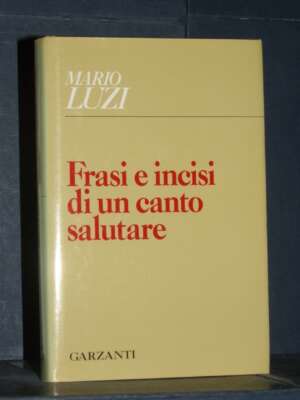 MARIO
LUZI
Frasi e incisi
di un canto
salutare
GARZANTI